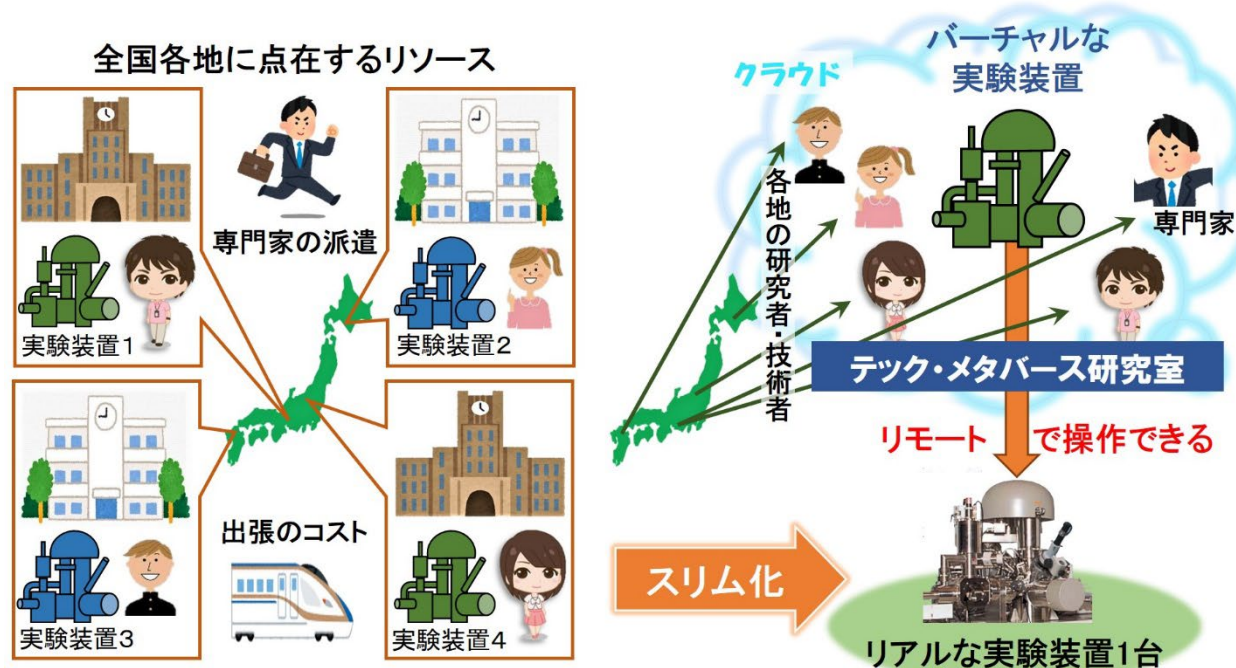 全国各地に点在するリソース
専門家の派遣
実験装置1
実験装置2
出張のコスト
実験装置3
実験装置4
クラウド
バーチャルな
実験装置
各地の研究者・技術者
専門家
テック・メタバース研究室
リモート で操作できる
スリム化
リアルな実験装置1台